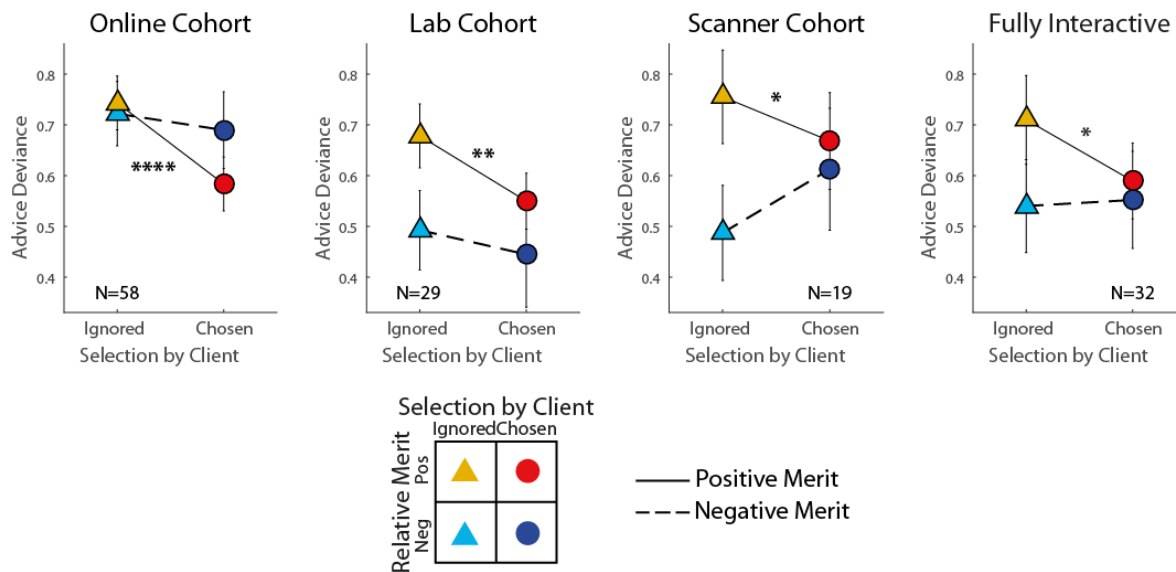 Online Cohort
Advice Deviance
0.8
0.7
0.6
0.5
0.4
****
N=58
Ignored Chosen
Selection by Client
Lab Cohort
Advice Deviance
0.8
0.7
0.6
0.5
0.4
**
N=29
Ignored Chosen
Selection by Client
Scanner Cohort
Advice Deviance
0.8
0.7
0.6
0.5
0.4
*
N=19
Ignored Chosen
Selection by Client
Fully Interactive
Advice Deviance
0.8
0.7
0.6
0.5
0.4
*
N=32
Ignored Chosen
Selection by Client
Selection by Client
Ignored Chosen
Relative Merit
Pos
Neg
Positive Merit
Negative Merit